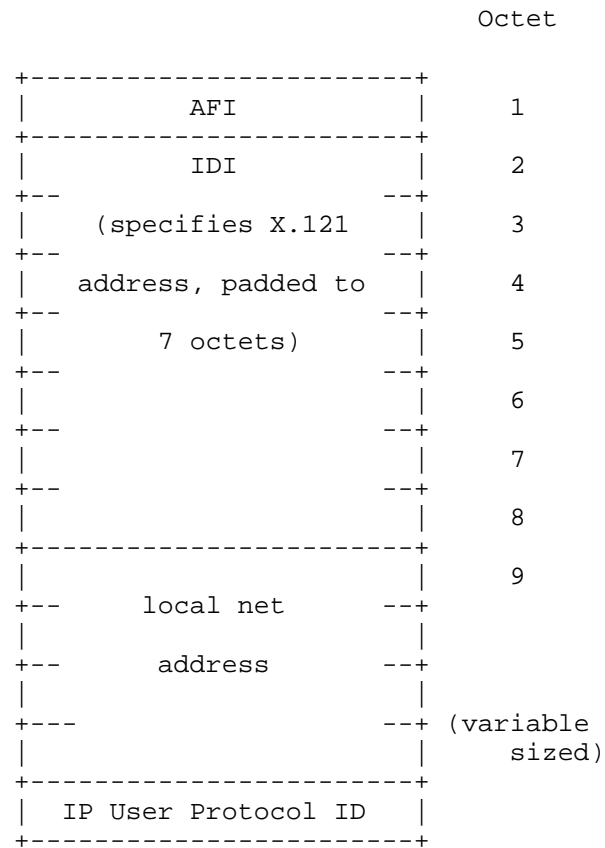 Octet
+-------------------------+
| AFI | 1
+-------------------------+
| IDI | 2
+-- --+
| (specifies X.121 | 3
+-- --+
| address, padded to | 4
+-- --+
| 7 octets) | 5
+-- --+
| | 6
+-- --+
| | 7
+-- --+
| | 8
+-------------------------+
| | 9
+-- local net --+
| |
+-- address --+
| |
+--- --+ (variable
| | sized)
+-------------------------+
| IP User Protocol ID |
+-------------------------+